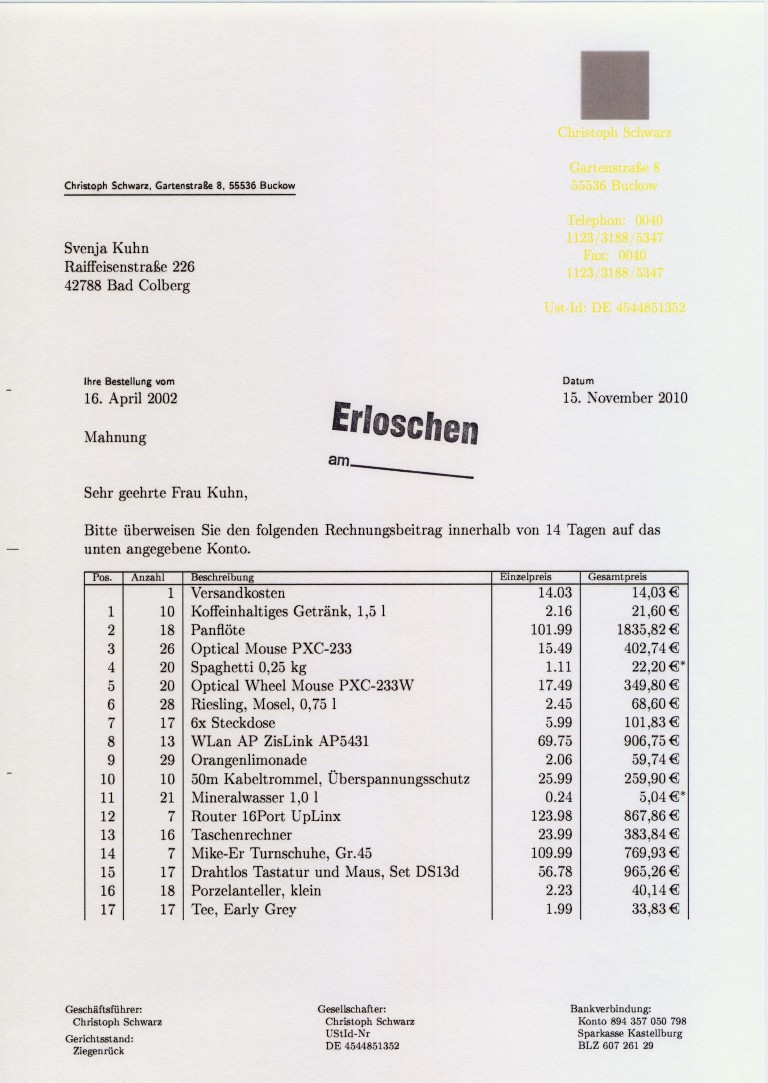 Christoph Schwarz
Gartenstraße 8
55536 Buckow
Telephon: 0040
1123/3188/5347
Fax: 0040
1123/3188/5347
Ust-Id: DE 4544851352
Christoph Schwarz, Gartenstraße 8, 55536 Buckow
Svenja Kuhn
Raiffeisenstraße 226
42788 Bad Colberg
Ihre Bestellung vom Datum
16. April 2002 15. November 2010
Erloschen
am
Mahnung
Sehr geehrte Frau Kuhn,
Bitte überweisen Sie den folgenden Rechnungsbeitrag innerhalb von 14 Tagen auf das
unten angegebene Konto.
Pos. Anzahl Beschreibung Einzelpreis Gesamtpreis
1 Versandkosten 14.03 14,03 €
1 10 Koffeinhaltiges Getränk, 1,5 l 2.16 21,60 €
2 18 Panflöte 101.99 1835,82 €
3 26 Optical Mouse PXC-233 15.49 402,74 €
4 20 Spaghetti 0,25 kg 1.11 22,20 €*
5 20 Optical Wheel Mouse PXC-233W 17.49 349,80 €
6 28 Riesling, Mosel, 0,75 l 2.45 68,60 €
7 17 6x Steckdose 5.99 101,83 €
8 13 WLan AP ZisLink AP5431 69.75 906,75 €
9 29 Orangenlimonade 2.06 59,74 €
10 10 50m Kabeltrommel, Überspannungsschutz 25.99 259,90 €
11 21 Mineralwasser 1,0 l 0.24 5,04 €*
12 7 Router 16Port UpLinx 123.98 867,86 €
13 16 Taschenrechner 23.99 383,84 €
14 7 Mike-Er Turnschuhe, Gr.45 109.99 769,93 €
15 17 Drahtlos Tastatur und Maus, Set DS13d 56.78 965,26 €
16 18 Porzelanteller, klein 2.23 40,14 €
17 17 Tee, Early Grey 1.99 33,83 €
Geschäftsführer:
Christoph Schwarz
Gerichtsstand:
Ziegenrück
Gesellschafter:
Christoph Schwarz
UStId-Nr
DE 4544851352
Bankverbindung:
Konto 894 357 050 798
Sparkasse Kastellburg
BLZ 607 261 29